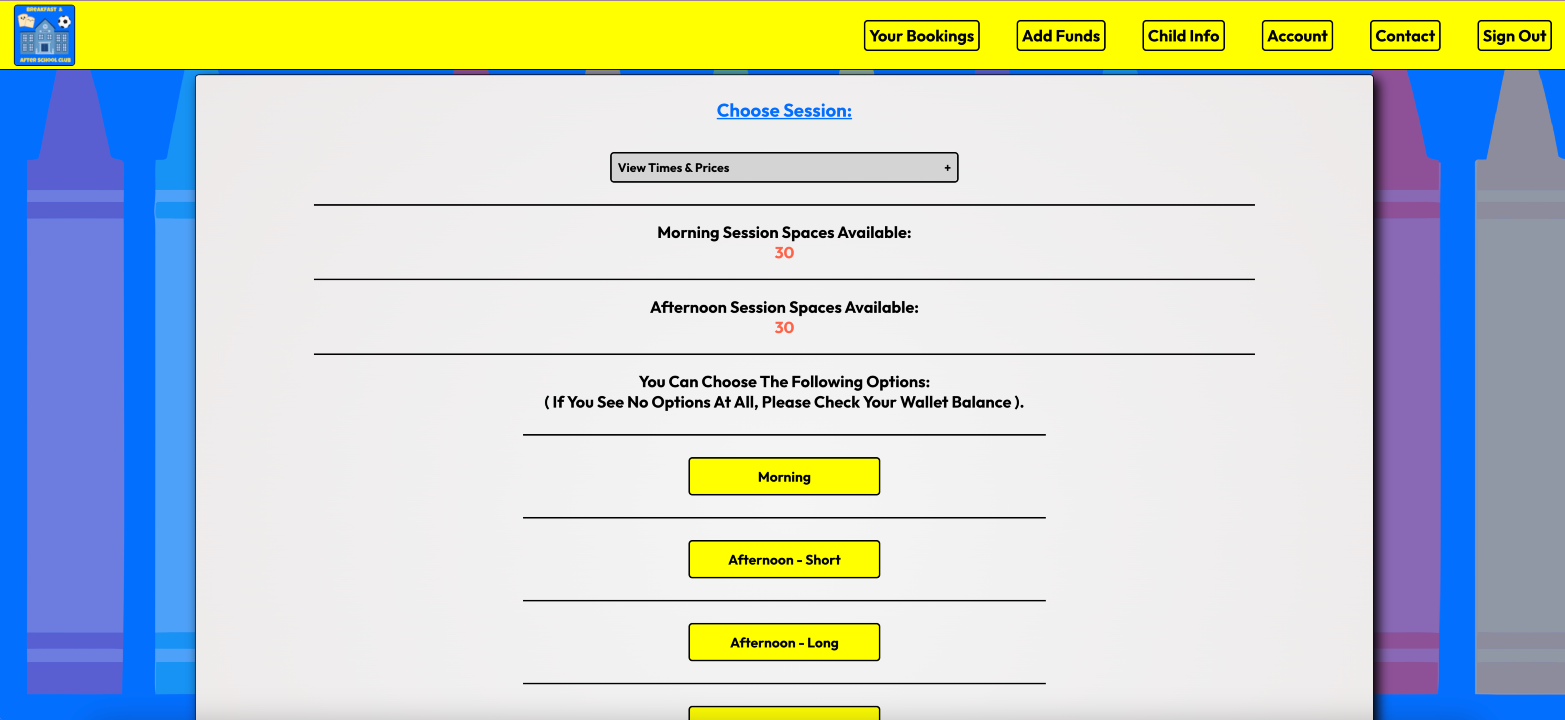 BREAKFAST &
AFTER SCHOOL CLUB
Your Bookings
Add Funds
Child Info
Account
Contact
Sign Out
Choose Session:
View Times & Prices +
Morning Session Spaces Available:
30
Afternoon Session Spaces Available:
30
You Can Choose The Following Options:
( If You See No Options At All, Please Check Your Wallet Balance ).
Morning
Afternoon - Short
Afternoon - Long